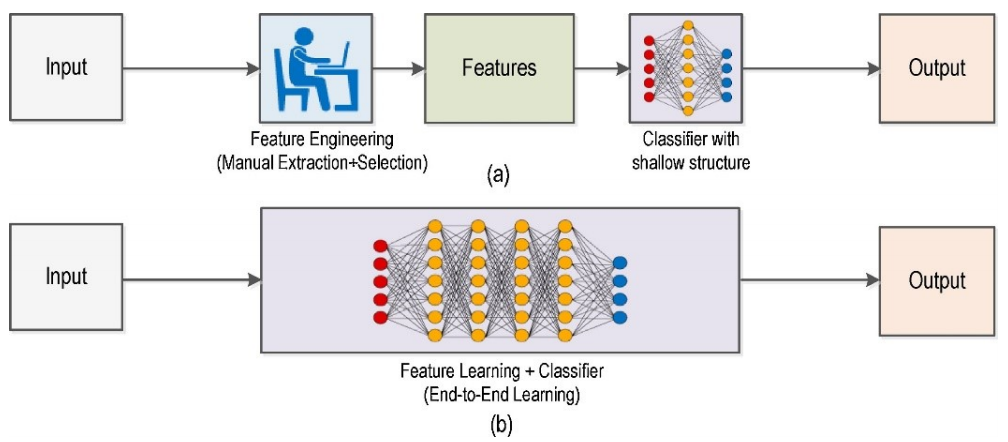 Input
Features
Output
Feature Engineering
(Manual Extraction+Selection)
Classifier with
shallow structure
(a)
Input
Output
Feature Learning + Classifier
(End-to-End Learning)
(b)